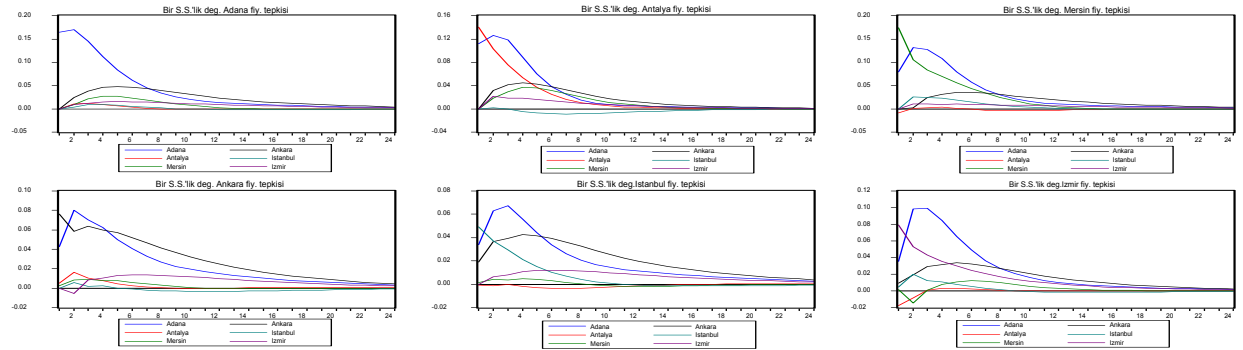 Bir S.S.'lik deg. Adana fiy. tepkisi
0.20
0.15
0.10
0.05
0.00
-0.05
2 4 6 8 10 12 14 16 18 20 22 24
Adana Ankara
Antalya Istanbul
Mersin Izmir
Bir S.S.'lik deg. Antalya fiy. tepkisi
0.16
0.12
0.08
0.04
0.00
-0.04
2 4 6 8 10 12 14 16 18 20 22 24
Adana Ankara
Antalya Istanbul
Mersin Izmir
Bir S.S.'lik deg. Mersin fiy. tepkisi
0.20
0.15
0.10
0.05
0.00
-0.05
2 4 6 8 10 12 14 16 18 20 22 24
Adana Ankara
Antalya Istanbul
Mersin Izmir
Bir S.S.'lik deg. Ankara fiy. tepkisi
0.10
0.08
0.06
0.04
0.02
0.00
-0.02
2 4 6 8 10 12 14 16 18 20 22 24
Adana Ankara
Antalya Istanbul
Mersin Izmir
Bir S.S.'lik deg.Istanbul fiy. tepkisi
0.08
0.06
0.04
0.02
0.00
-0.02
2 4 6 8 10 12 14 16 18 20 22 24
Adana Ankara
Antalya Istanbul
Mersin Izmir
Bir S.S.'lik deg.Izmir fiy. tepkisi
0.12
0.10
0.08
0.06
0.04
0.02
0.00
-0.02
2 4 6 8 10 12 14 16 18 20 22 24
Adana Ankara
Antalya Istanbul
Mersin Izmir